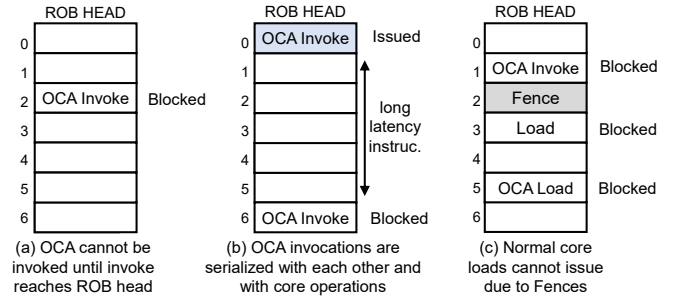 ROB HEAD
0
1
2 OCA Invoke Blocked
3
4
5
6
(a) OCA cannot be
invoked until invoke
reaches ROB head
ROB HEAD
0 OCA Invoke Issued
1
2
3
4
5
6 OCA Invoke Blocked
long
latency
instruc.
(b) OCA invocations are
serialized with each other and
with core operations
ROB HEAD
0
1 OCA Invoke Blocked
2 Fence
3 Load Blocked
4
5 OCA Load Blocked
6
(c) Normal core
loads cannot issue
due to Fences